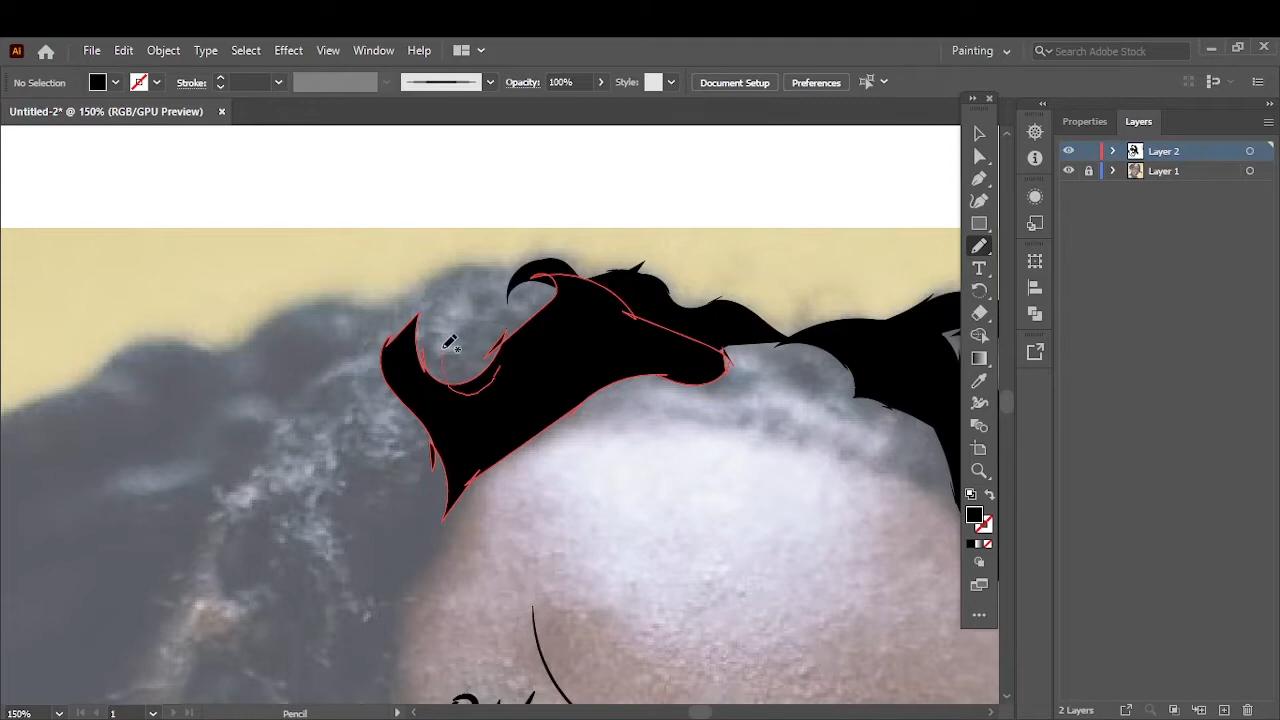 Ai File Edit Object Type Select Effect View Window Help Painting Search Adobe Stock
No Selection Stroke: Opacity: 100% Style: Document Setup Preferences
Untitled-2* @ 150% (RGB/GPU Preview) Properties Layers
Layer 2
Layer 1
150% 1 Pencil 2 Layers